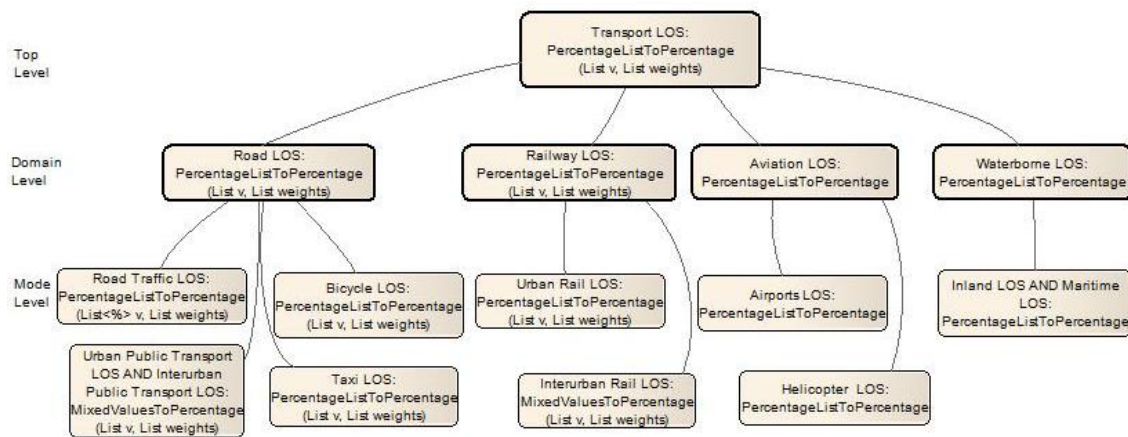 Top
Level
Transport LOS:
PercentageListToPercentage
(List v, List weights)
Domain
Level
Road LOS:
PercentageListToPercentage
(List v, List weights)
Railway LOS:
PercentageListToPercentage
(List v, List weights)
Aviation LOS:
PercentageListToPercentage
Waterborne LOS:
PercentageListToPercentage
Mode
Level
Road Traffic LOS:
PercentageListToPercentage
(List<%> v, List weights)
Bicycle LOS:
PercentageListToPercentage
(List v, List weights)
Urban Rail LOS:
PercentageListToPercentage
(List v, List weights)
Airports LOS:
PercentageListToPercentage
Inland LOS AND Maritime
LOS:
PercentageListToPercentage
Urban Public Transport
LOS AND Interurban
Public Transport LOS:
MixedValuesToPercentage
(List v, List weights)
Taxi LOS:
PercentageListToPercentage
(List v, List weights)
Interurban Rail LOS:
MixedValuesToPercentage
(List v, List weights)
Helicopter LOS:
PercentageListToPercentage